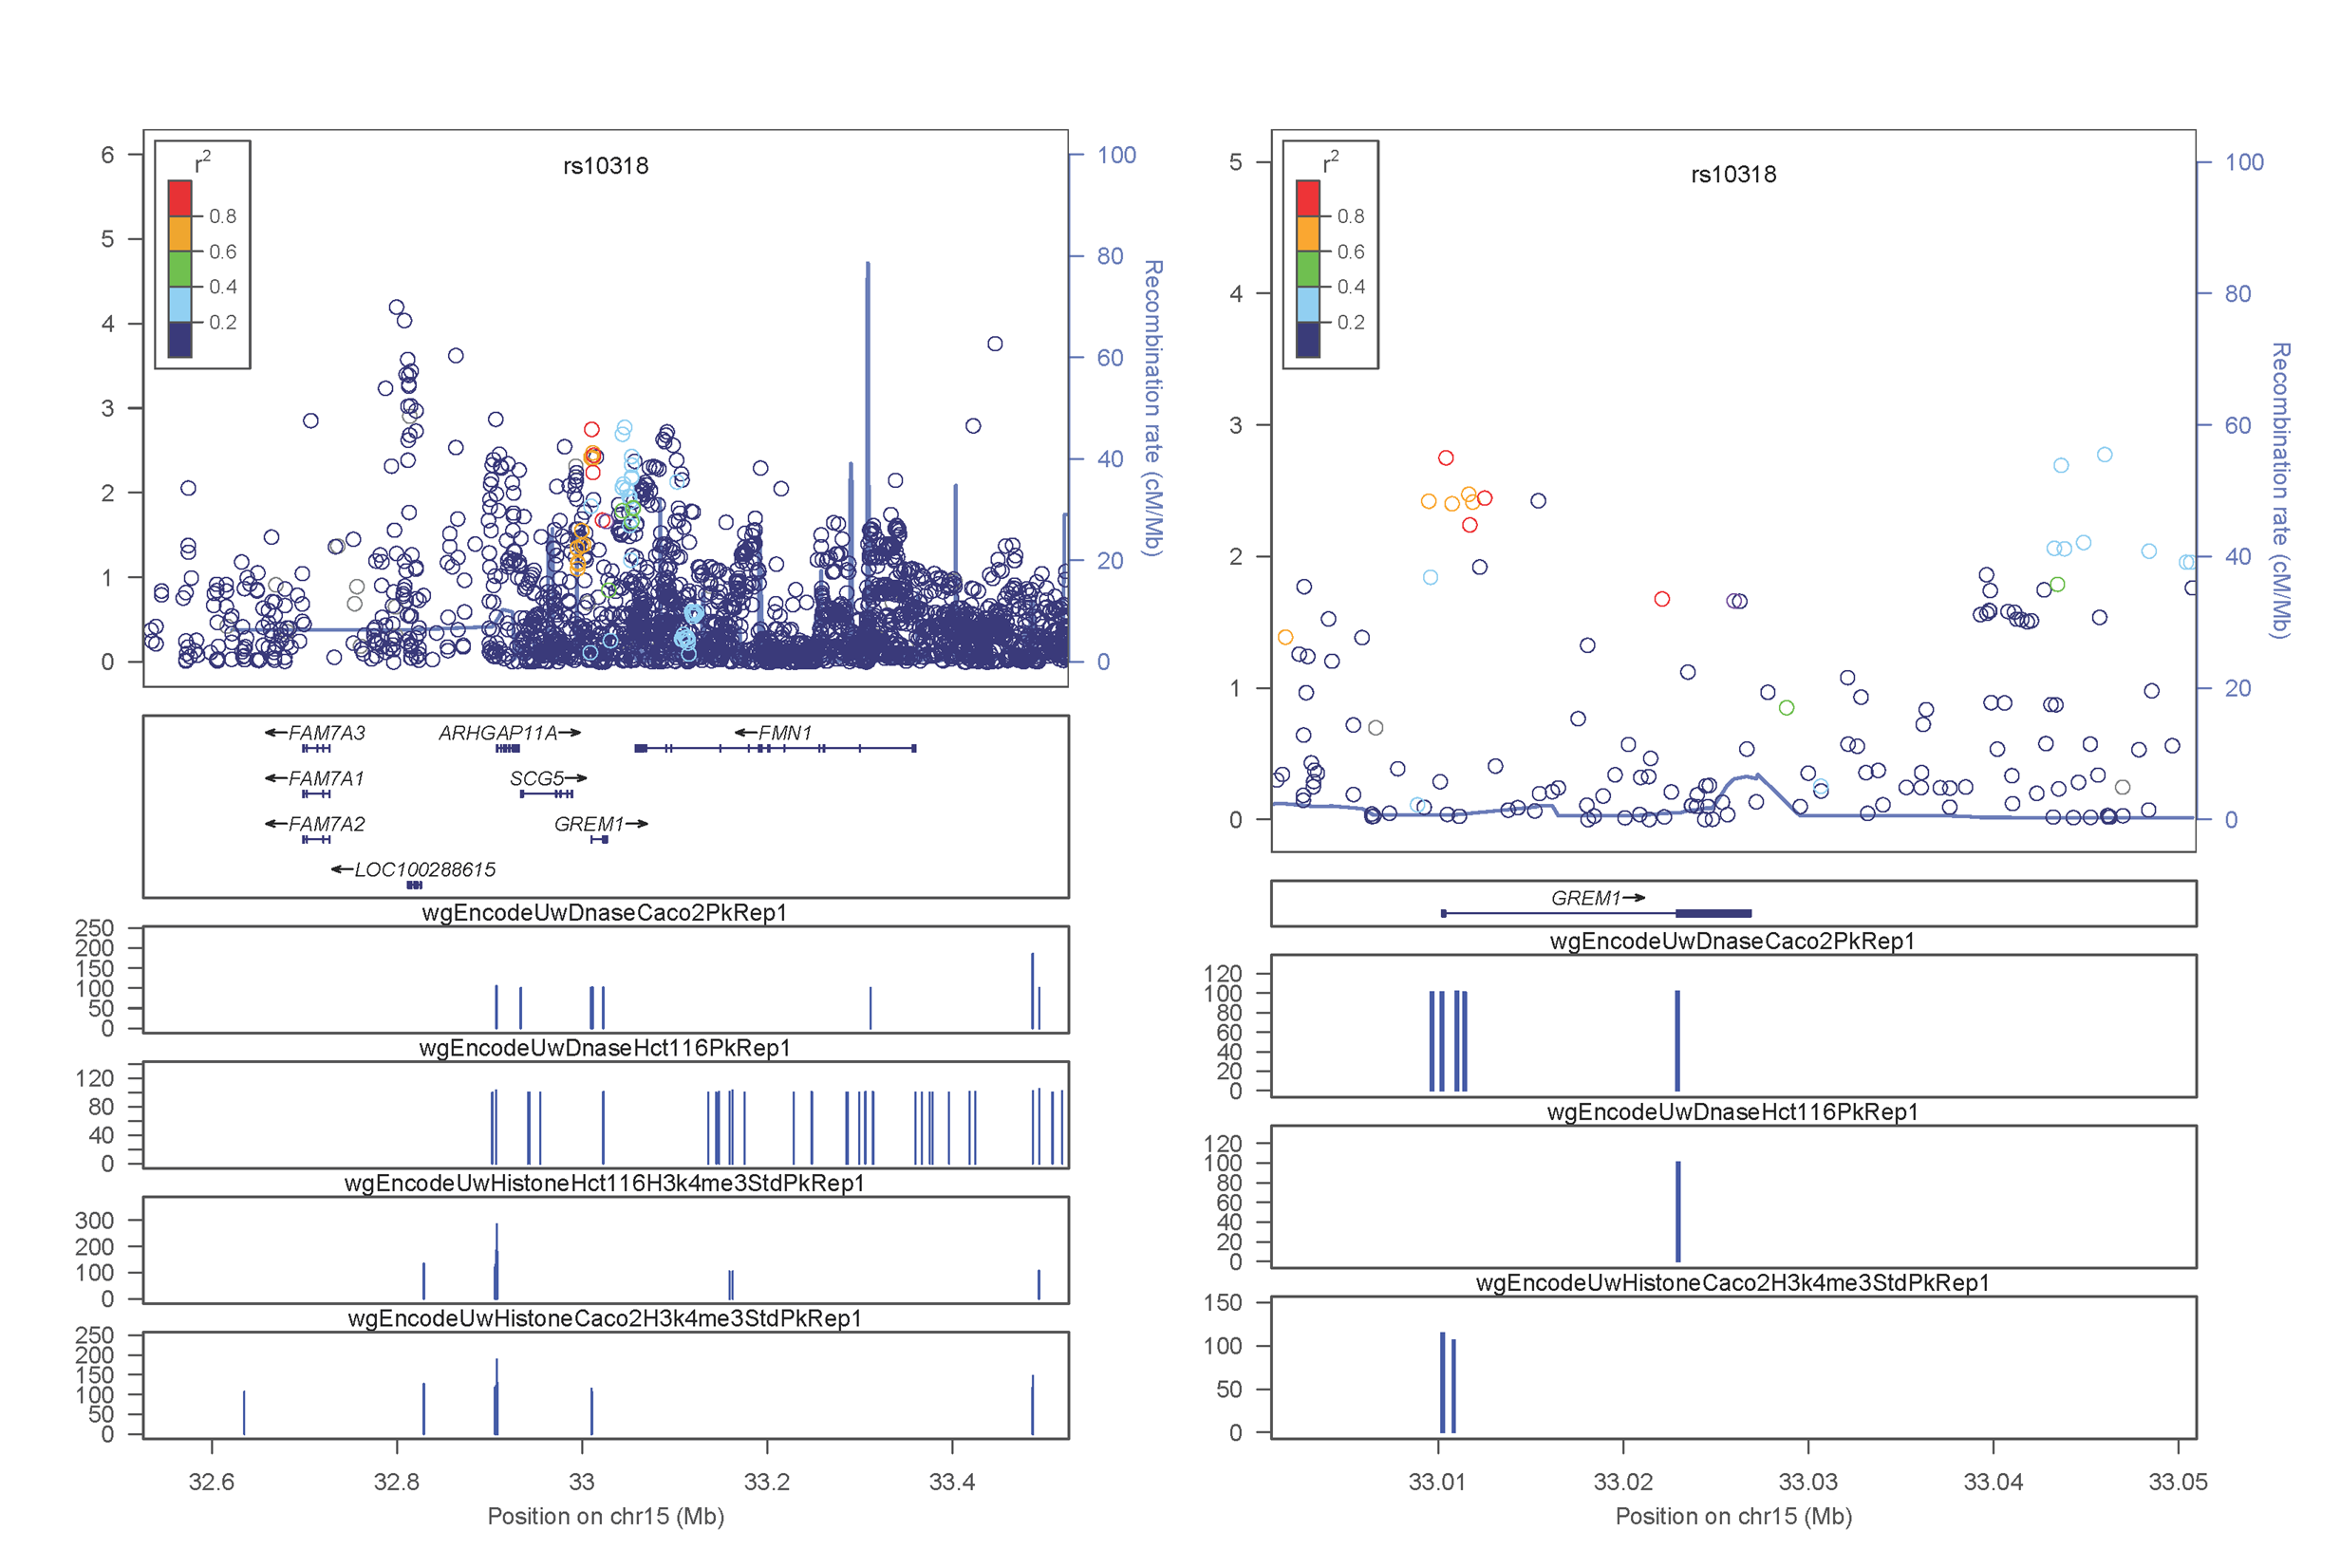 rs10318
r2
0.8
0.6
0.4
0.2
6
5
4
3
2
1
0
100
80
60
40
20
0
Recombination rate (cM/Mb)
←FAM7A3
ARHGAP11A→
←FMN1
←FAM7A1
SCG5→
←FAM7A2
GREM1→
←LOC100288615
wgEncodeUwDnaseCaco2PkRep1
250
200
150
100
50
0
wgEncodeUwDnaseHct116PkRep1
120
80
40
0
wgEncodeUwHistoneHct116H3k4me3StdPkRep1
300
200
100
0
wgEncodeUwHistoneCaco2H3k4me3StdPkRep1
250
200
150
100
50
0
32.6 32.8 33 33.2 33.4
Position on chr15 (Mb)
rs10318
r2
0.8
0.6
0.4
0.2
5
4
3
2
1
0
100
80
60
40
20
0
Recombination rate (cM/Mb)
GREM1→
wgEncodeUwDnaseCaco2PkRep1
120
100
80
60
40
20
0
wgEncodeUwDnaseHct116PkRep1
120
100
80
60
40
20
0
wgEncodeUwHistoneCaco2H3k4me3StdPkRep1
150
100
50
0
33.01 33.02 33.03 33.04 33.05
Position on chr15 (Mb)